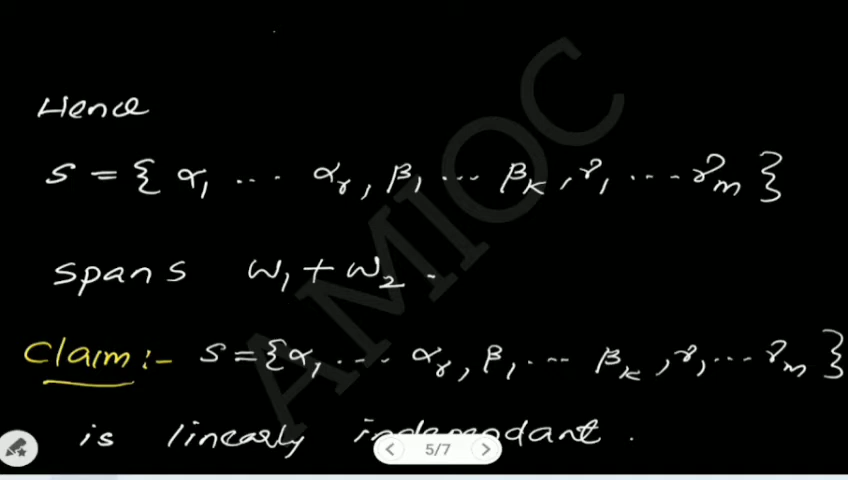 Hence
S = { α₁ ... αᵣ, β₁ ... βₖ, γ₁ ... γₘ }
spans W₁ + W₂.
Claim:- S = {α₁ ... αᵣ, β₁ ... βₖ, γ₁ ... γₘ }
is linearly independant.
5/7
AMIOC